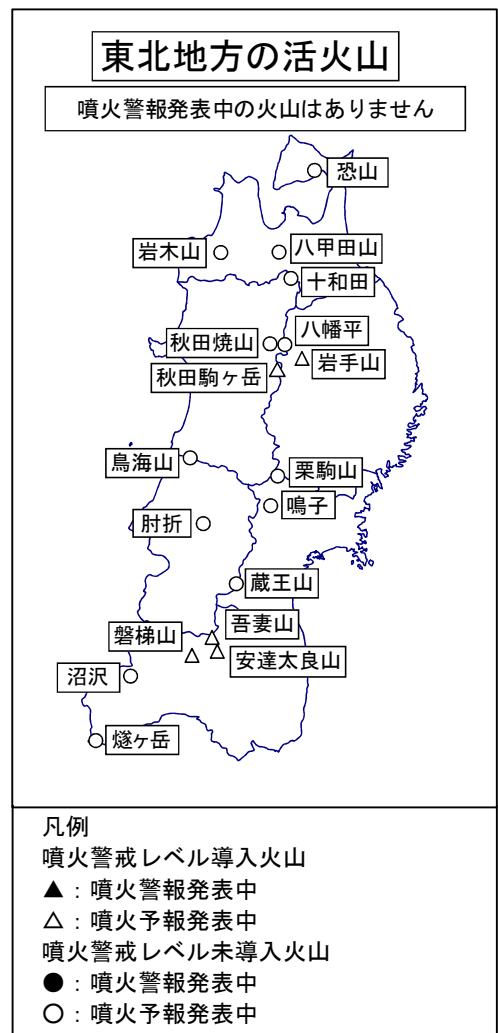 東北地方の活火山
噴火警報発表中の火山はありません
恐山
岩木山
八甲田山
十和田
秋田焼山
八幡平
岩手山
秋田駒ヶ岳
鳥海山
栗駒山
鳴子
肘折
蔵王山
吾妻山
磐梯山
安達太良山
沼沢
燧ヶ岳
凡例
噴火警戒レベル導入火山
▲：噴火警報発表中
△：噴火予報発表中
噴火警戒レベル未導入火山
●：噴火警報発表中
○：噴火予報発表中